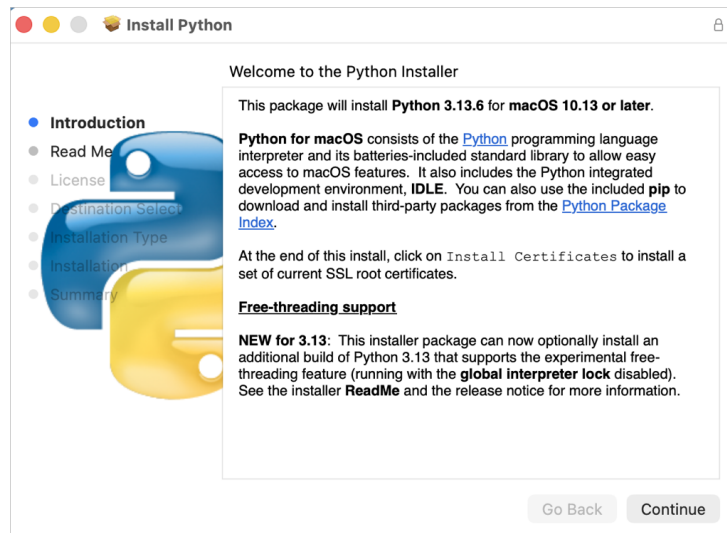 Install Python
Welcome to the Python Installer
Introduction
Read Me
License
Destination Select
Installation Type
Installation
Summary
This package will install Python 3.13.6 for macOS 10.13 or later.
Python for macOS consists of the Python programming language
interpreter and its batteries-included standard library to allow easy
access to macOS features.  It also includes the Python integrated
development environment, IDLE.  You can also use the included pip to
download and install third-party packages from the Python Package
Index.
At the end of this install, click on Install Certificates to install a
set of current SSL root certificates.
Free-threading support
NEW for 3.13:  This installer package can now optionally install an
additional build of Python 3.13 that supports the experimental free-
threading feature (running with the global interpreter lock disabled).
See the installer ReadMe and the release notice for more information.
Go Back
Continue